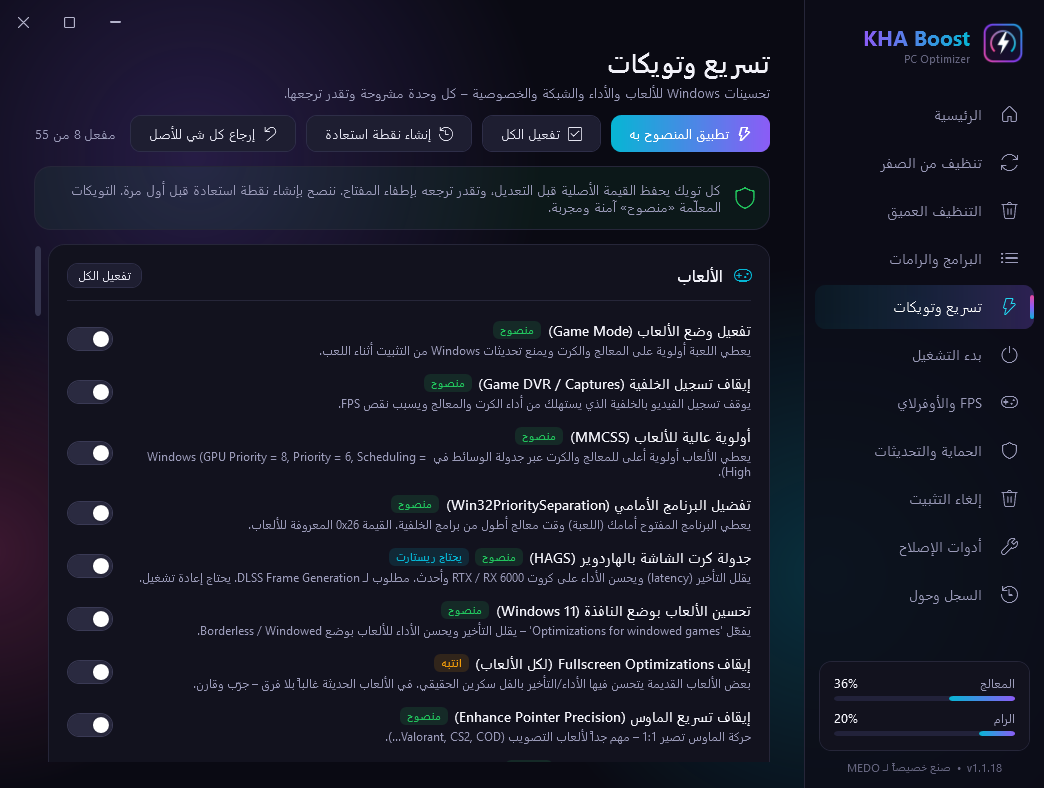 KHA Boost
PC Optimizer
الرئيسية
تنظيف من الصفر
التنظيف العميق
البرامج والرامات
تسريع وتويكات
بدء التشغيل
FPS والأوفرلاي
الحماية والتحديثات
إلغاء التثبيت
أدوات الإصلاح
السجل وحول
المعالج 36%
الرام 20%
v1.1.18 • صنع خصيصاً لـ MEDO
تسريع وتويكات
تحسينات Windows للألعاب والأداء والشبكة والخصوصية – كل وحدة مشروحة وتقدر ترجعها.
تطبيق المنصوح به
تفعيل الكل
إنشاء نقطة استعادة
إرجاع كل شي للأصل
مفعل 8 من 55
كل تويك يحفظ القيمة الأصلية قبل التعديل، وتقدر ترجعه بإطفاء المفتاح. ننصح بإنشاء نقطة استعادة قبل أول مرة. التويكات
المعلّمة «منصوح» آمنة ومجربة.
الألعاب
تفعيل الكل
تفعيل وضع الألعاب (Game Mode) منصوح
يعطي اللعبة أولوية على المعالج والكرت ويمنع تحديثات Windows من التثبيت أثناء اللعب.
إيقاف تسجيل الخلفية (Game DVR / Captures) منصوح
يوقف تسجيل الفيديو بالخلفية الذي يستهلك من أداء الكرت والمعالج ويسبب نقص FPS.
أولوية عالية للألعاب (MMCSS) منصوح
يعطي الألعاب أولوية أعلى للمعالج والكرت عبر جدولة الوسائط في Windows (GPU Priority = 8, Priority = 6, Scheduling =
High).
تفضيل البرنامج الأمامي (Win32PrioritySeparation) منصوح
يعطي البرنامج المفتوح أمامك (اللعبة) وقت معالج أطول من برامج الخلفية. القيمة 0x26 المعروفة للألعاب.
جدولة كرت الشاشة بالهاردوير (HAGS) منصوح يحتاج ريستارت
يقلل التأخير (latency) ويحسن الأداء على كروت RTX / RX 6000 وأحدث. مطلوب لـ DLSS Frame Generation. يحتاج إعادة تشغيل.
تحسين الألعاب بوضع النافذة (Windows 11) منصوح
يفعّل 'Optimizations for windowed games' – يقلل التأخير ويحسن الأداء للألعاب بوضع Borderless / Windowed.
إيقاف Fullscreen Optimizations (لكل الألعاب) انتبه
بعض الألعاب القديمة يتحسن فيها الأداء/التأخير بالفل سكرين الحقيقي. في الألعاب الحديثة غالباً بلا فرق – جرّب وقارن.
إيقاف تسريع الماوس (Enhance Pointer Precision) منصوح
حركة الماوس تصير 1:1 – مهم جداً لألعاب التصويب (Valorant, CS2, COD...).